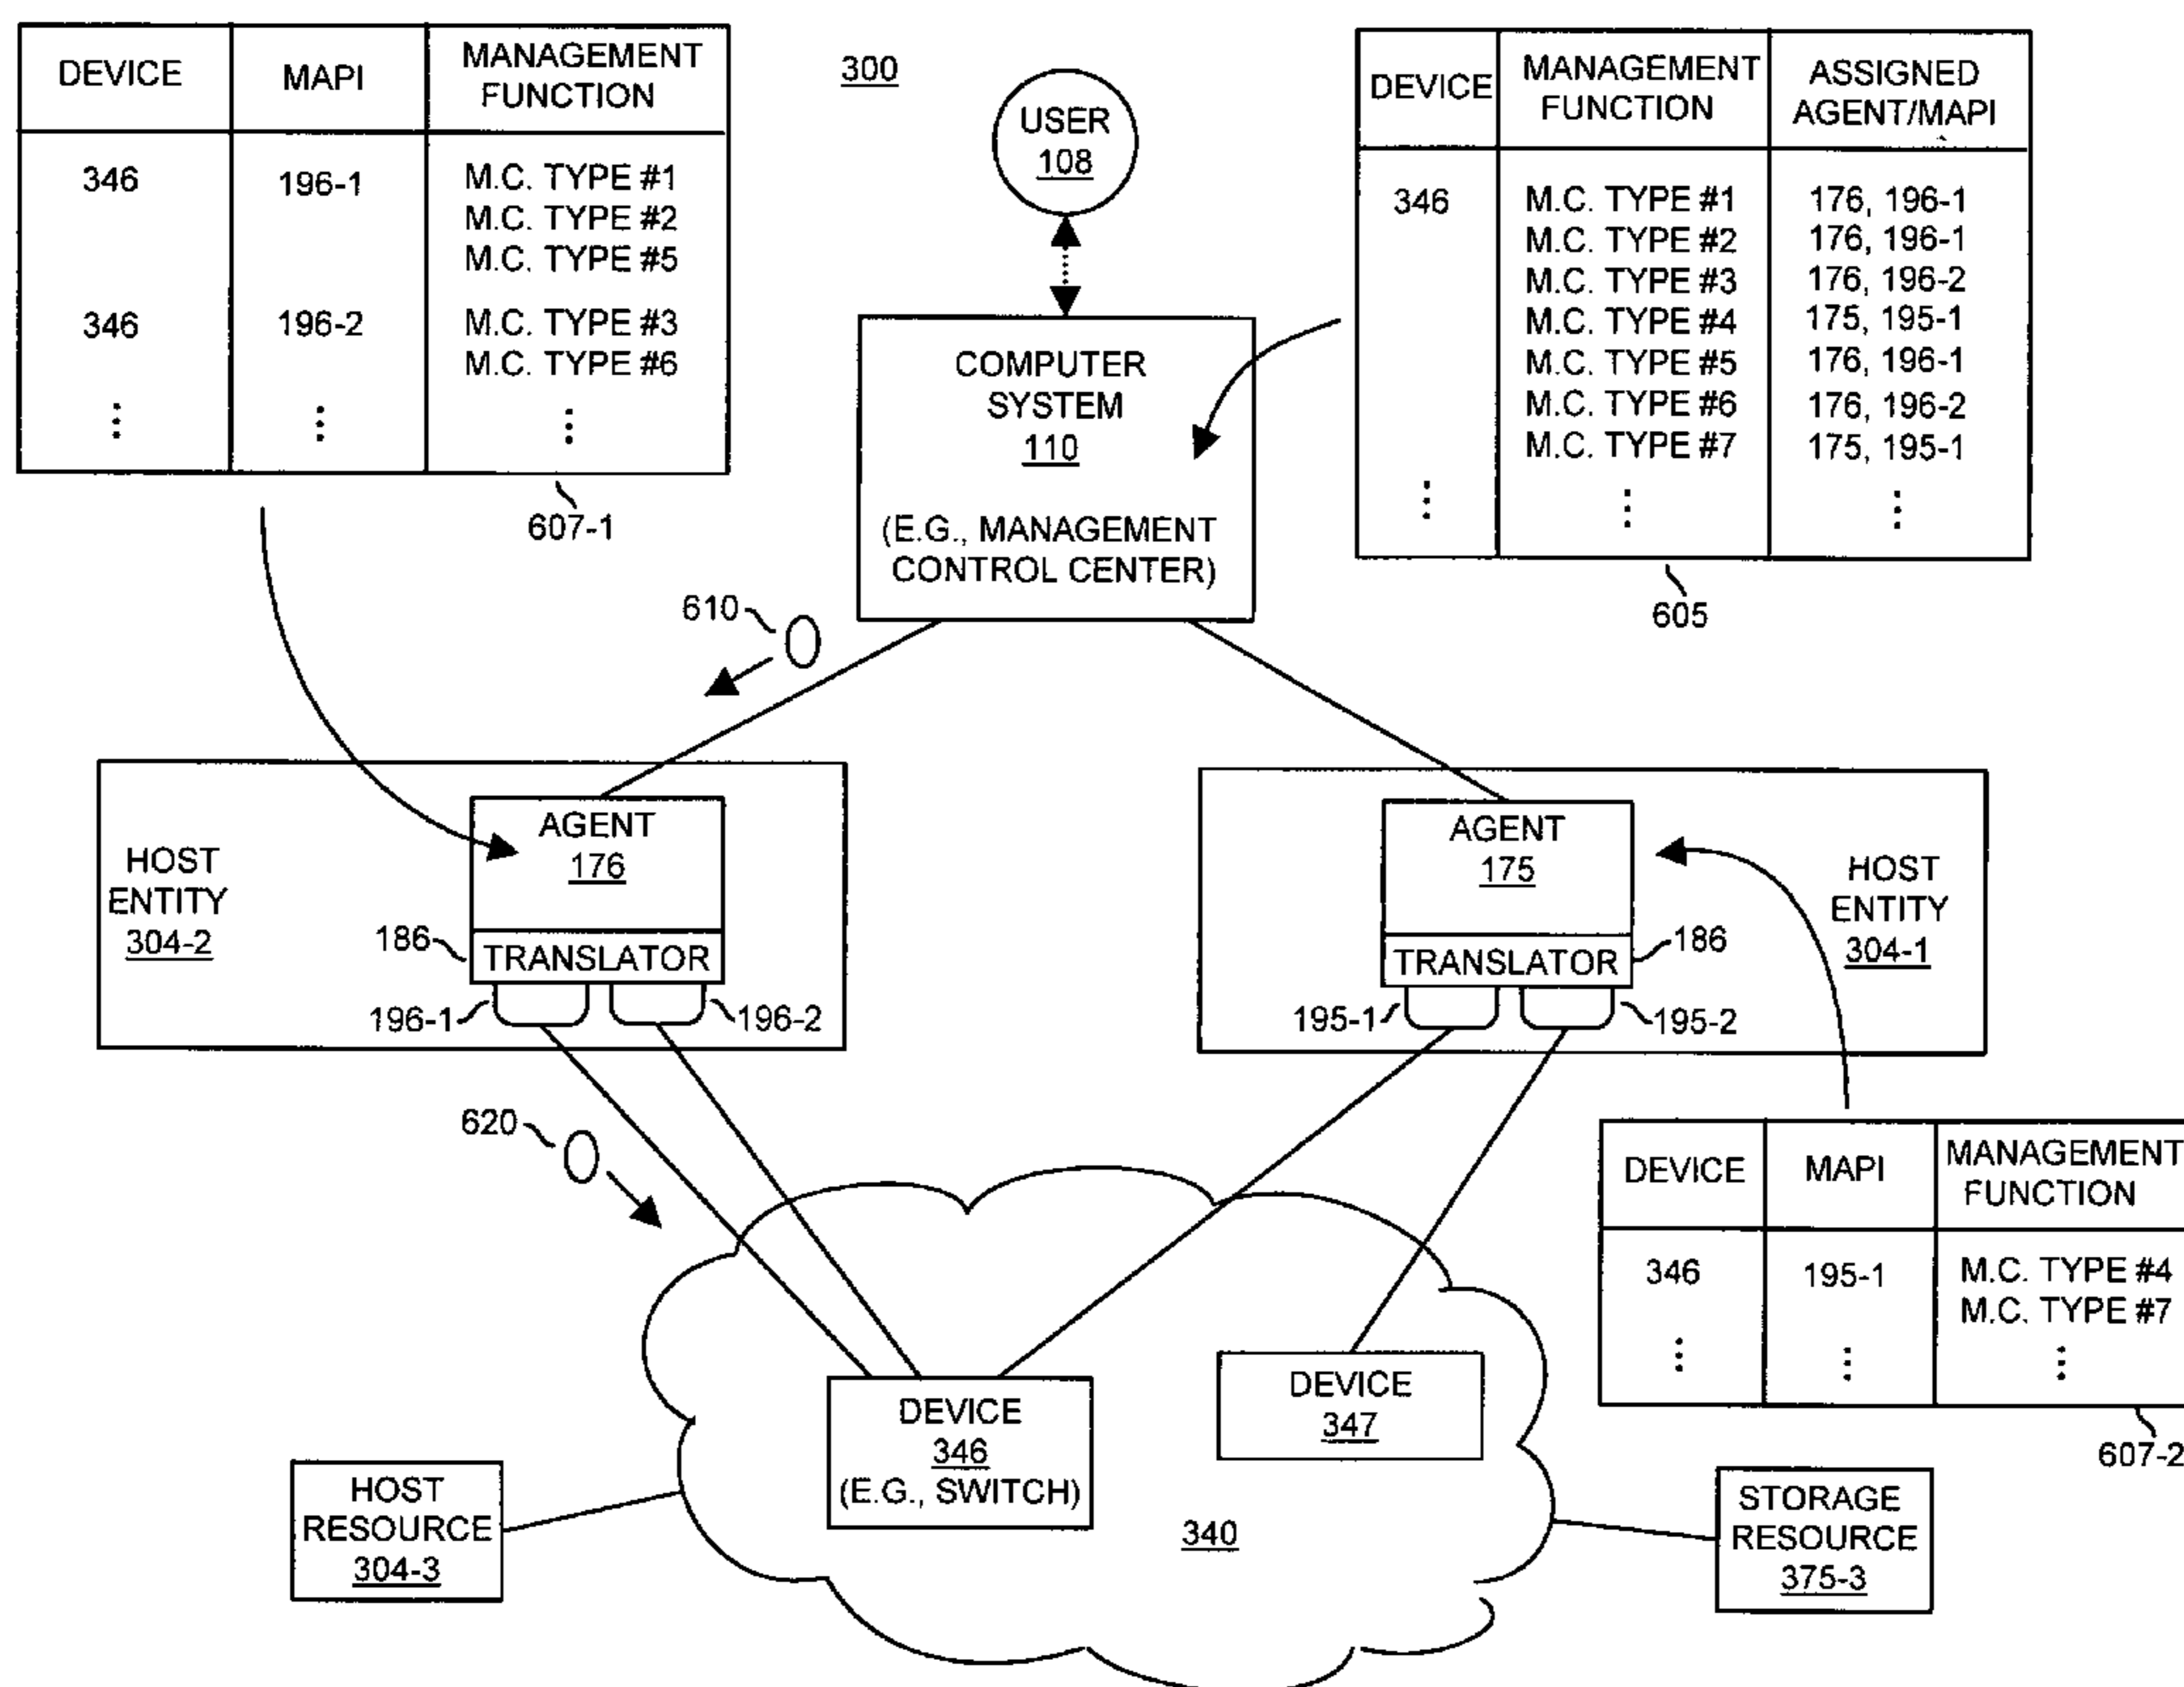 DEVICE MAPI MANAGEMENT FUNCTION
346 196-1 M.C. TYPE #1
M.C. TYPE #2
M.C. TYPE #5
346 196-2 M.C. TYPE #3
M.C. TYPE #6
607-1
300
USER
108
DEVICE MANAGEMENT FUNCTION ASSIGNED AGENT/MAPI
346 M.C. TYPE #1 176, 196-1
M.C. TYPE #2 176, 196-1
M.C. TYPE #3 176, 196-2
M.C. TYPE #4 175, 195-1
M.C. TYPE #5 176, 196-1
M.C. TYPE #6 176, 196-2
M.C. TYPE #7 175, 195-1
605
COMPUTER
SYSTEM
110
(E.G., MANAGEMENT
CONTROL CENTER)
610
HOST
ENTITY
304-2
AGENT
176
186
TRANSLATOR
196-1
196-2
AGENT
175
TRANSLATOR
186
195-1
195-2
HOST
ENTITY
304-1
620
DEVICE MAPI MANAGEMENT FUNCTION
346 195-1 M.C. TYPE #4
M.C. TYPE #7
607-2
DEVICE
346
(E.G., SWITCH)
DEVICE
347
340
HOST
RESOURCE
304-3
STORAGE
RESOURCE
375-3